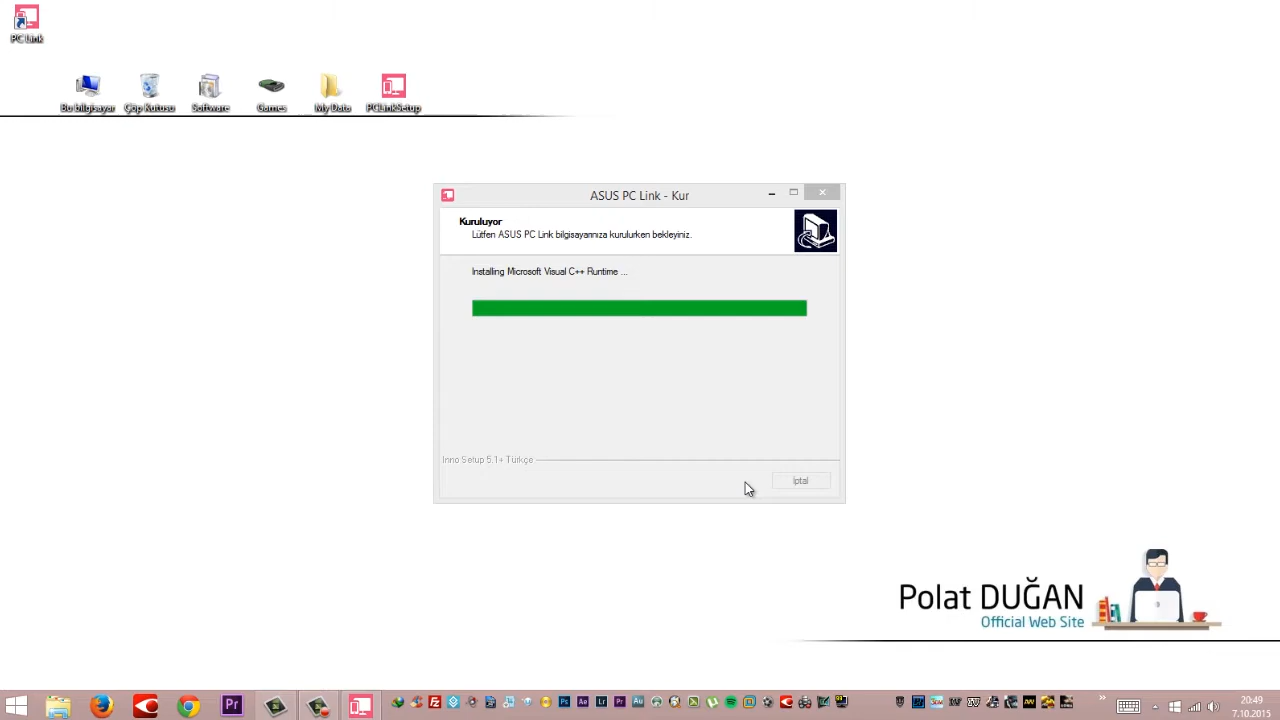 PC Link
Bu bilgisayar
Çöp Kutusu
Software
Games
My Data
PCLinkSetup
ASUS PC Link - Kur
Kuruluyor
Lütfen ASUS PC Link bilgisayarınıza kurulurken bekleyiniz.
Installing Microsoft Visual C++ Runtime ...
Inno Setup 5.1+ Türkçe
İptal
Polat DUĞAN
Official Web Site
Pr
20:49
7.10.2015